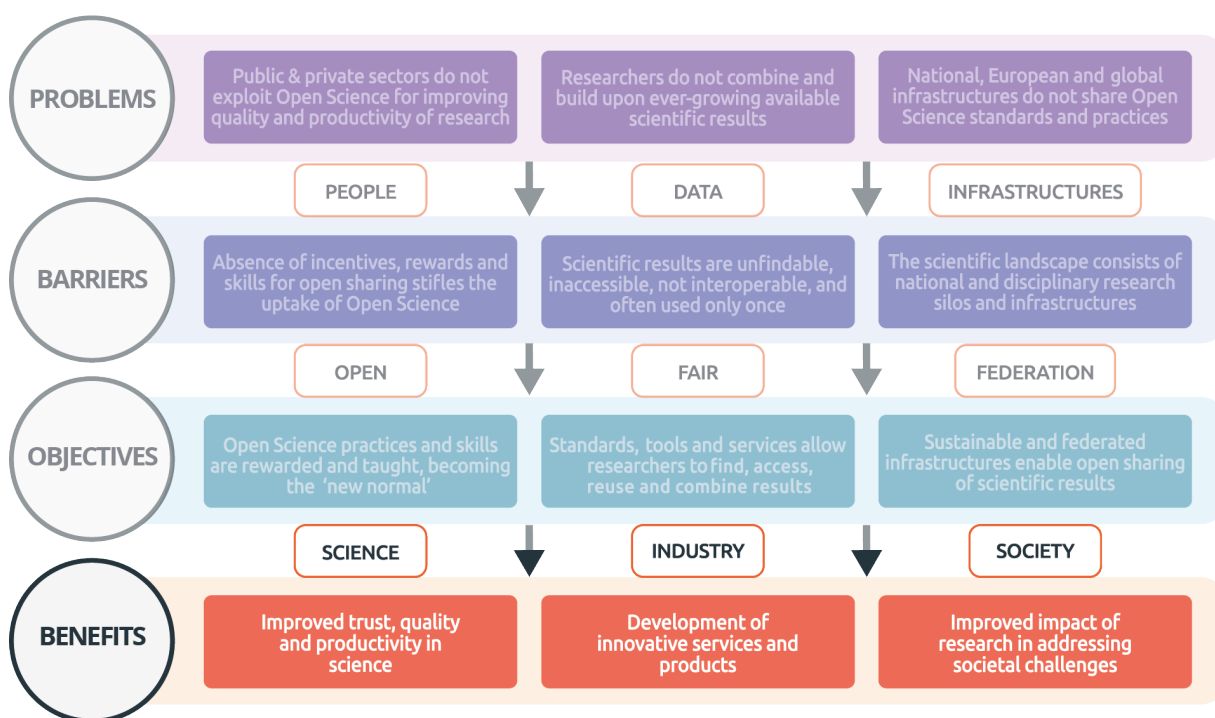 PROBLEMS
Public & private sectors do not
exploit Open Science for improving
quality and productivity of research
Researchers do not combine and
build upon ever-growing available
scientific results
National, European and global
infrastructures do not share Open
Science standards and practices
PEOPLE
DATA
INFRASTRUCTURES
BARRIERS
Absence of incentives, rewards and
skills for open sharing stifles the
uptake of Open Science
Scientific results are unfindable,
inaccessible, not interoperable, and
often used only once
The scientific landscape consists of
national and disciplinary research
silos and infrastructures
OPEN
FAIR
FEDERATION
OBJECTIVES
Open Science practices and skills
are rewarded and taught, becoming
the ‘new normal’
Standards, tools and services allow
researchers to find, access,
reuse and combine results
Sustainable and federated
infrastructures enable open sharing
of scientific results
SCIENCE
INDUSTRY
SOCIETY
BENEFITS
Improved trust, quality
and productivity in
science
Development of
innovative services and
products
Improved impact of
research in addressing
societal challenges